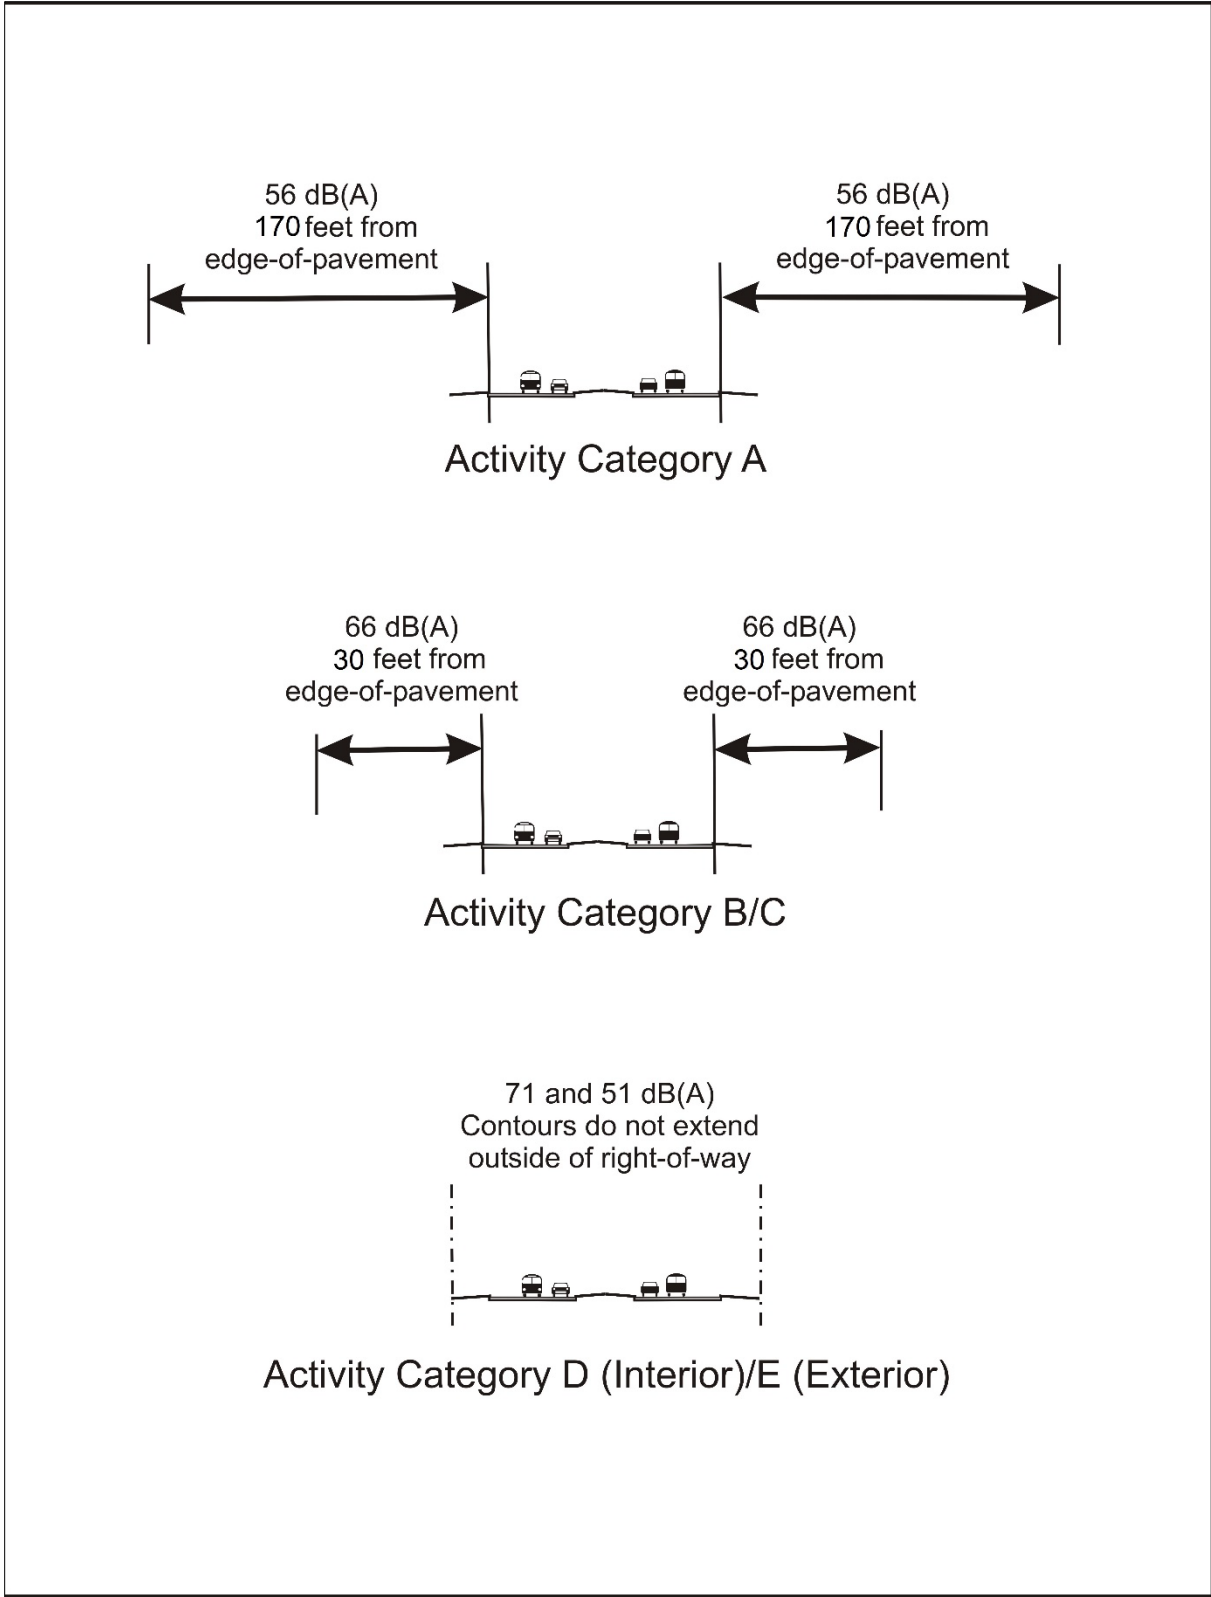 56 dB(A)
170 feet from
edge-of-pavement
56 dB(A)
170 feet from
edge-of-pavement
Activity Category A
66 dB(A)
30 feet from
edge-of-pavement
66 dB(A)
30 feet from
edge-of-pavement
Activity Category B/C
71 and 51 dB(A)
Contours do not extend
outside of right-of-way
Activity Category D (Interior)/E (Exterior)